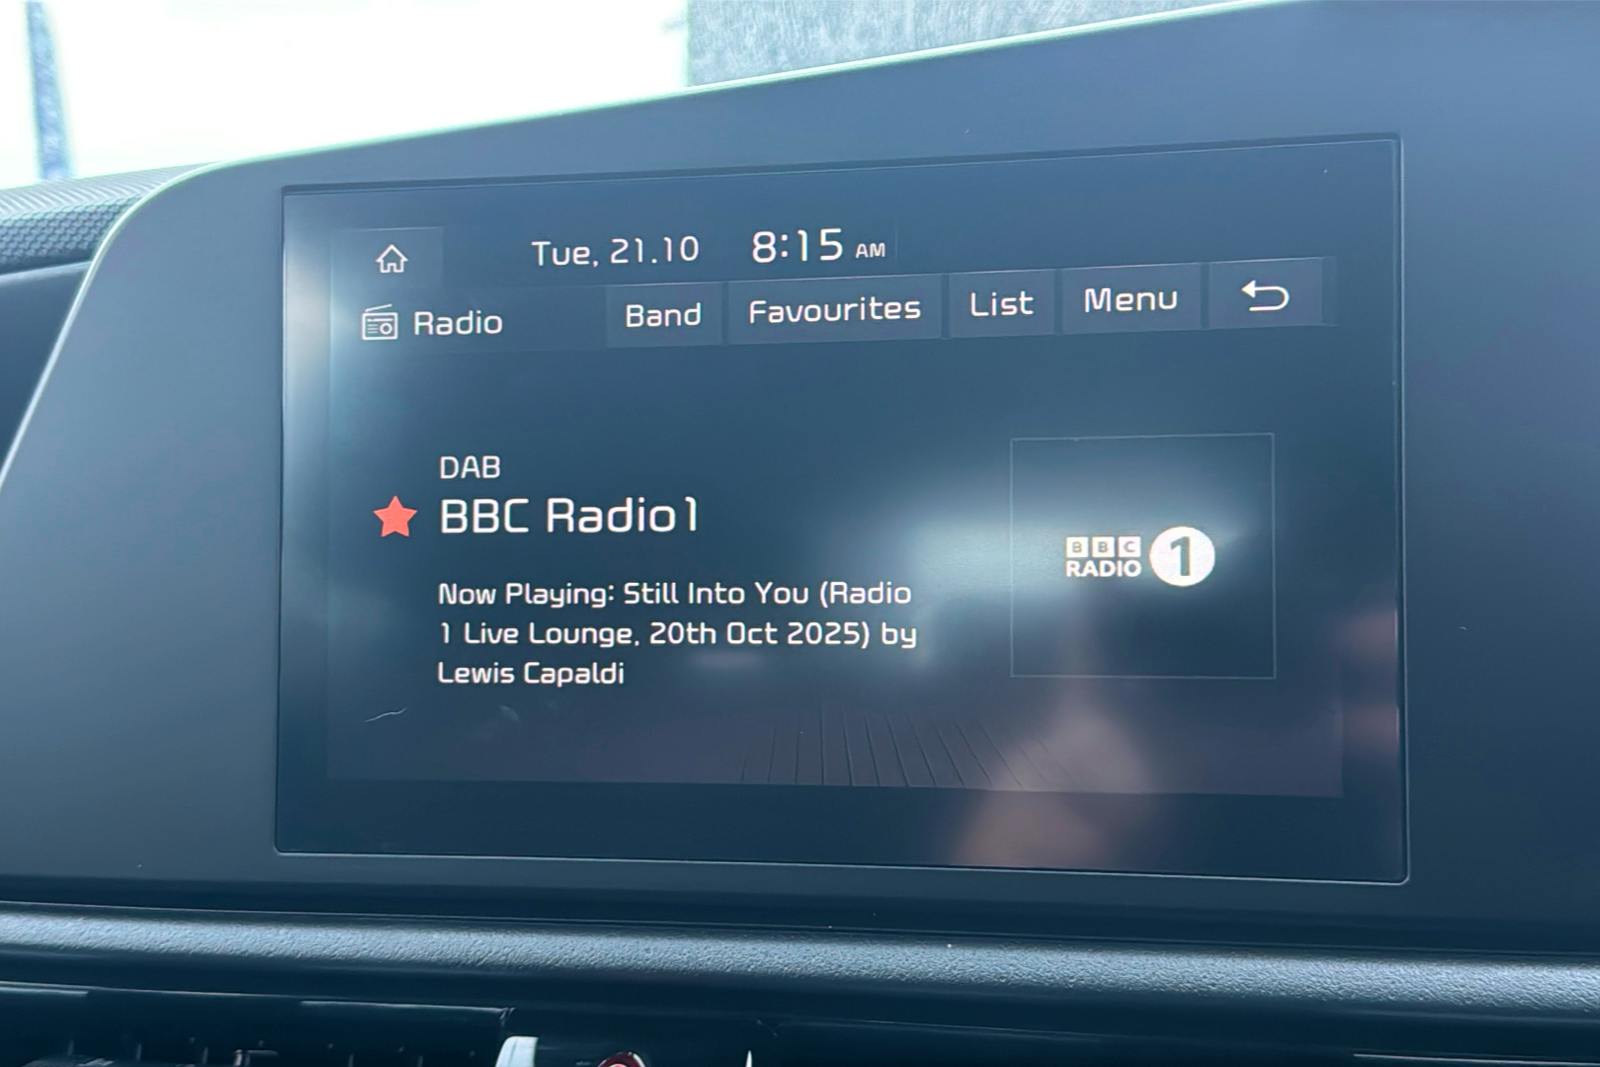 Tue, 21.10 8:15 AM
Radio Band Favourites List Menu
DAB
BBC Radio1
Now Playing: Still Into You (Radio
1 Live Lounge, 20th Oct 2025) by
Lewis Capaldi
BBC
RADIO 1